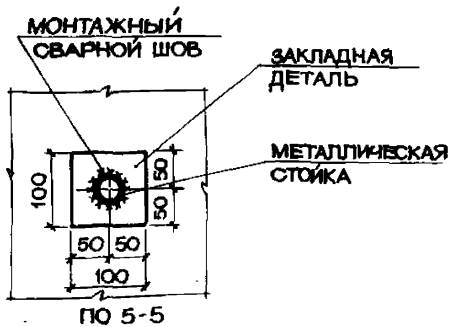 МОНТАЖНЫЙ
СВАРНОЙ ШОВ
ЗАКЛАДНАЯ
ДЕТАЛЬ
МЕТАЛЛИЧЕСКАЯ
СТОЙКА
100
50
50
50 50
100
ПО 5-5